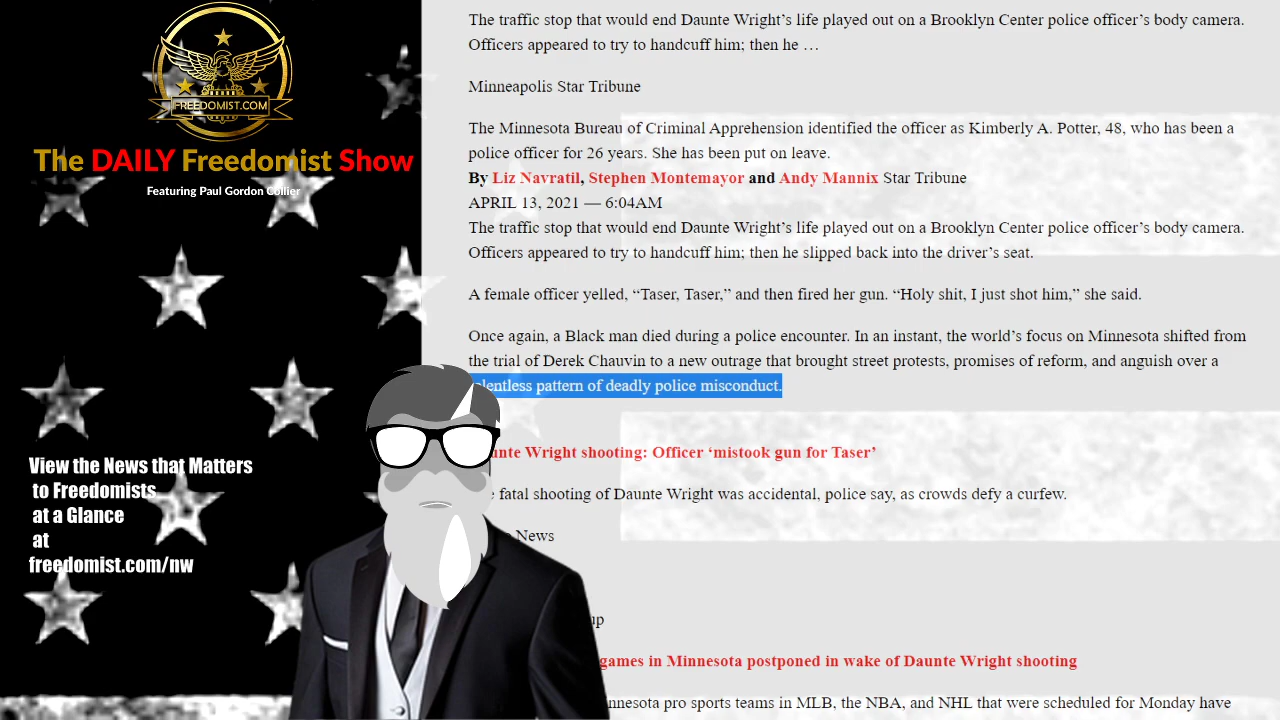 FREEDOMIST.COM
The DAILY Freedomist Show
Featuring Paul Gordon Collier
View the News that Matters
to Freedomists
at a Glance
at
freedomist.com/nw
The traffic stop that would end Daunte Wright’s life played out on a Brooklyn Center police officer’s body camera.
Officers appeared to try to handcuff him; then he …
Minneapolis Star Tribune
The Minnesota Bureau of Criminal Apprehension identified the officer as Kimberly A. Potter, 48, who has been a
police officer for 26 years. She has been put on leave.
By Liz Navratil, Stephen Montemayor and Andy Mannix Star Tribune
APRIL 13, 2021 — 6:04AM
The traffic stop that would end Daunte Wright’s life played out on a Brooklyn Center police officer’s body camera.
Officers appeared to try to handcuff him; then he slipped back into the driver’s seat.
A female officer yelled, “Taser, Taser,” and then fired her gun. “Holy shit, I just shot him,” she said.
Once again, a Black man died during a police encounter. In an instant, the world’s focus on Minnesota shifted from
the trial of Derek Chauvin to a new outrage that brought street protests, promises of reform, and anguish over a
pattern of deadly police misconduct.
Wright shooting: Officer ‘mistook gun for Taser’
fatal shooting of Daunte Wright was accidental, police say, as crowds defy a curfew.
News
games in Minnesota postponed in wake of Daunte Wright shooting
pro sports teams in MLB, the NBA, and NHL that were scheduled for Monday have